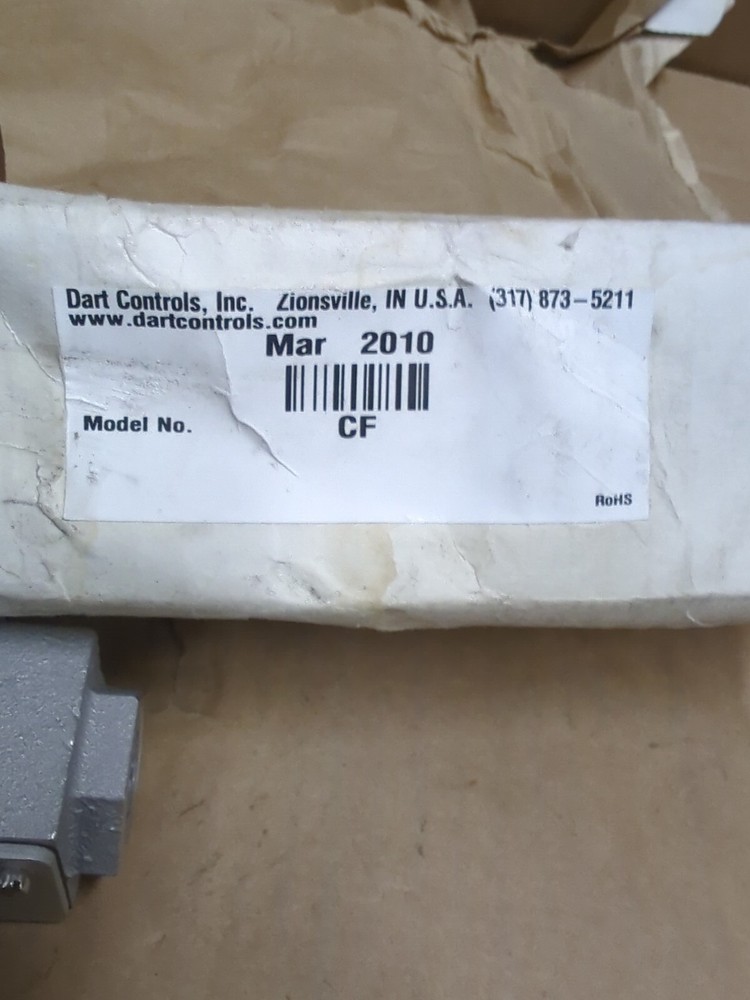 Dart Controls, Inc. Zionsville, IN U.S.A. (317) 873-5211
www.dartcontrols.com
Mar 2010
Model No. CF
RoHS